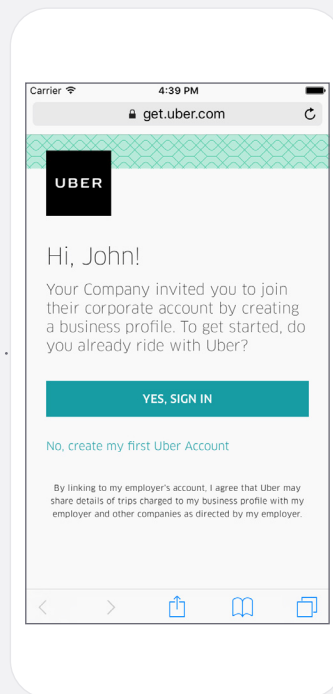 Carrier 4:39 PM
get.uber.com
UBER
Hi, John!
Your Company invited you to join
their corporate account by creating
a business profile. To get started, do
you already ride with Uber?
YES, SIGN IN
No, create my first Uber Account
By linking to my employer's account, I agree that Uber may
share details of trips charged to my business profile with my
employer and other companies as directed by my employer.